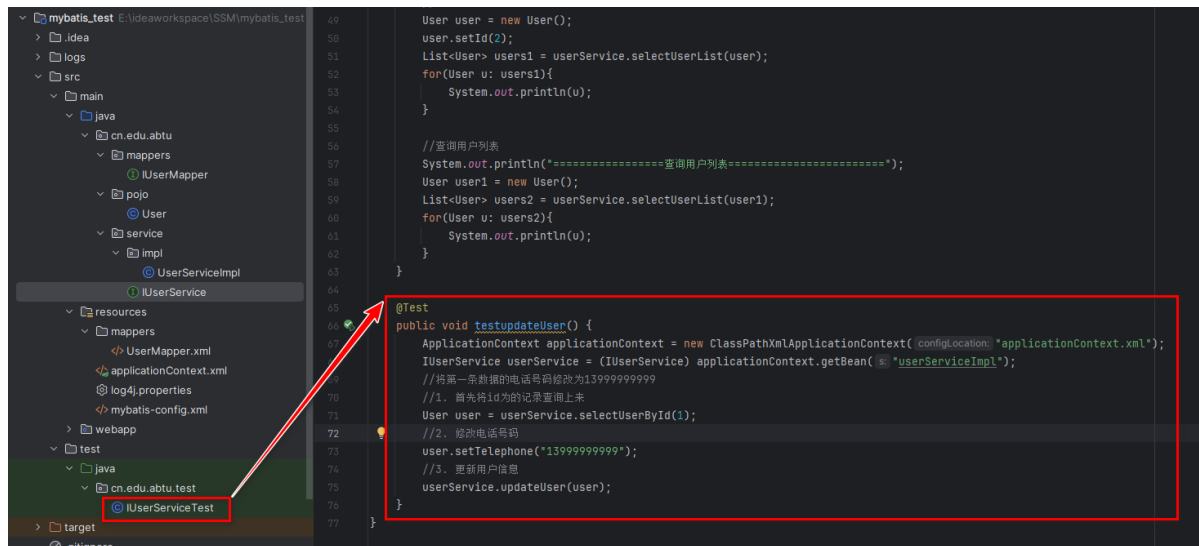 mybatis_test E:\ideaworkspace\SSM\mybatis_test
.idea
logs
src
main
java
cn.edu.abtu
mappers
IUserMapper
pojo
User
service
impl
UserServiceImpl
IUserService
resources
mappers
UserMapper.xml
applicationContext.xml
log4j.properties
mybatis-config.xml
webapp
test
java
cn.edu.abtu.test
IUserServiceTest
target
49 User user = new User();
50 user.setId(2);
51 List<User> users1 = userService.selectUserList(user);
52 for(User u: users1){
53 System.out.println(u);
54 }
55
56 //查询用户列表
57 System.out.println("=================查询用户列表========================");
58 User user1 = new User();
59 List<User> users2 = userService.selectUserList(user1);
60 for(User u: users2){
61 System.out.println(u);
62 }
63 }
64
65 @Test
66 public void testupdateUser() {
67 ApplicationContext applicationContext = new ClassPathXmlApplicationContext( configLocation: "applicationContext.xml");
IUserService userService = (IUserService) applicationContext.getBean( s: "userServiceImpl");
69 //将第一条数据的电话号码修改为13999999999
70 //1. 首先将id为的记录查询上来
71 User user = userService.selectUserById(1);
72 //2. 修改电话号码
73 user.setTelephone("13999999999");
74 //3. 更新用户信息
75 userService.updateUser(user);
76 }
77 }